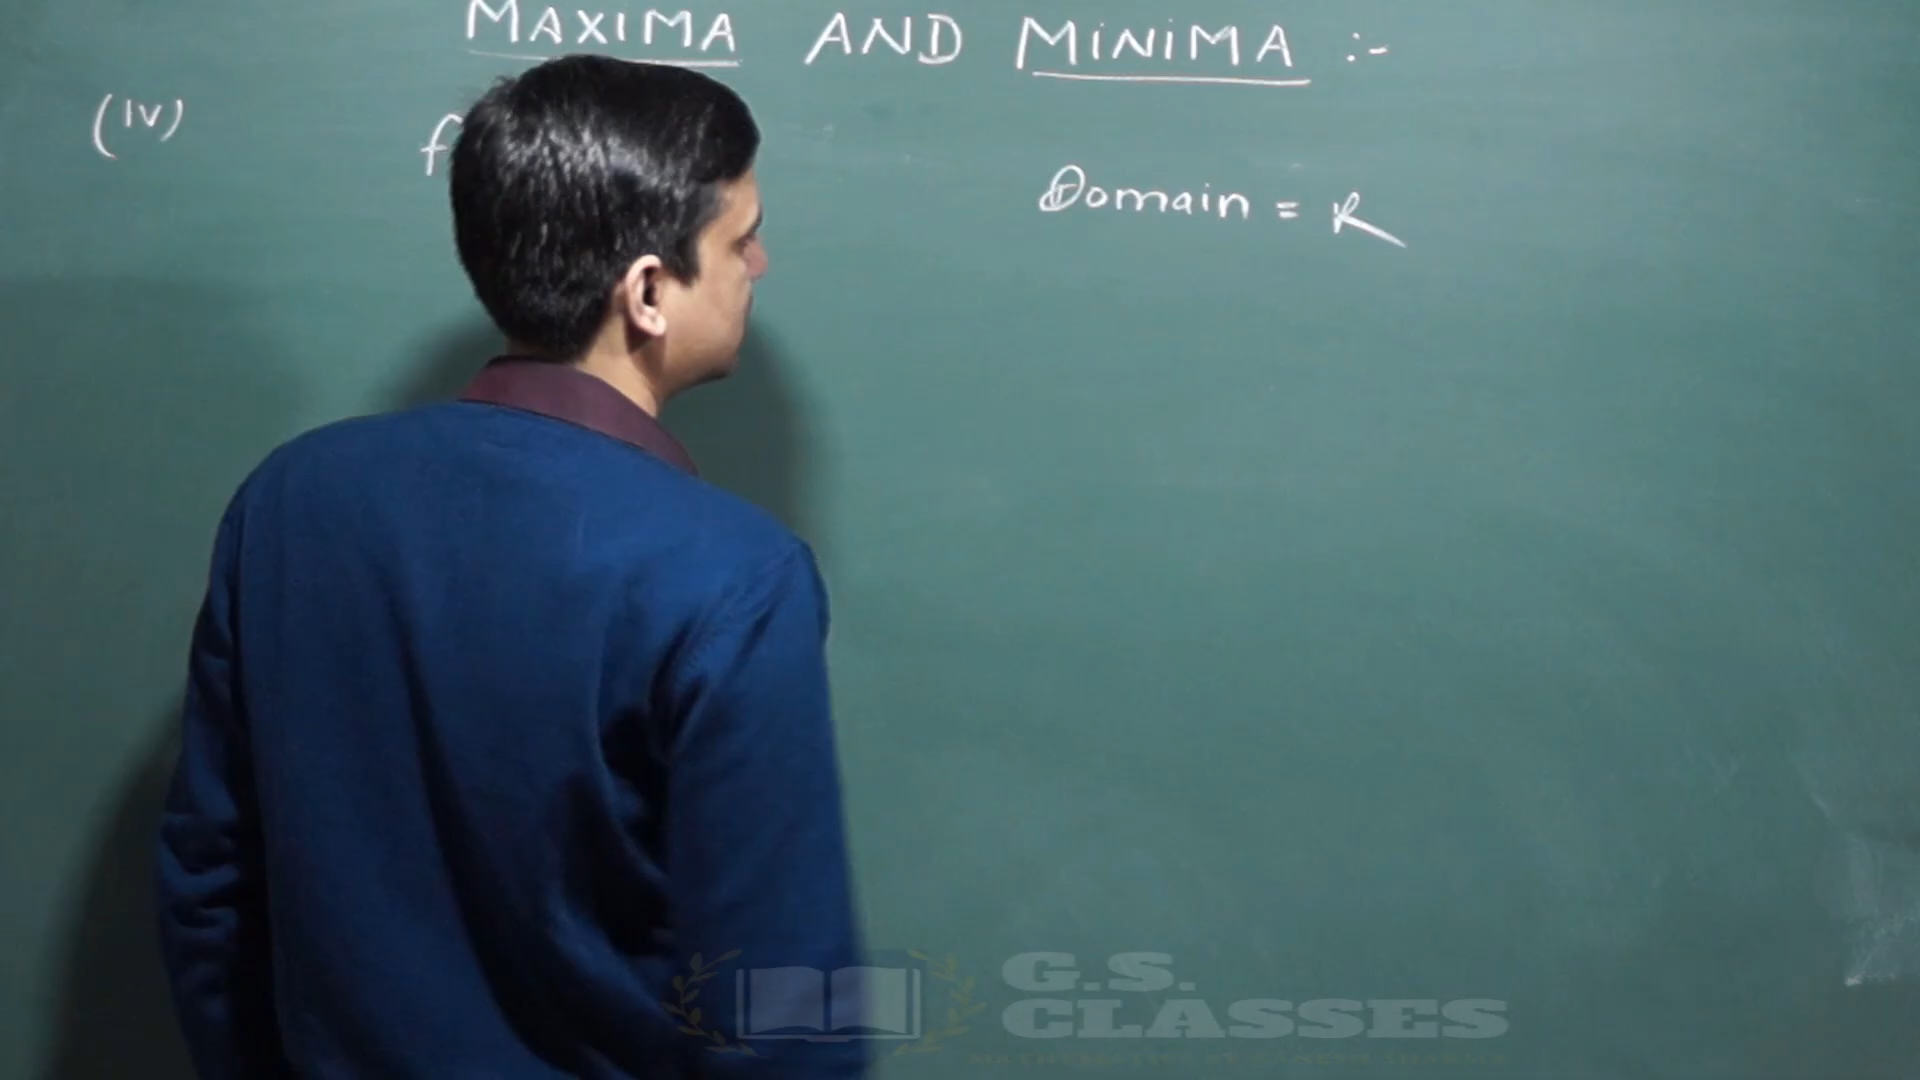 MAXIMA AND MINIMA :-
(iv) f
Domain = R
G.S.
CLASSES